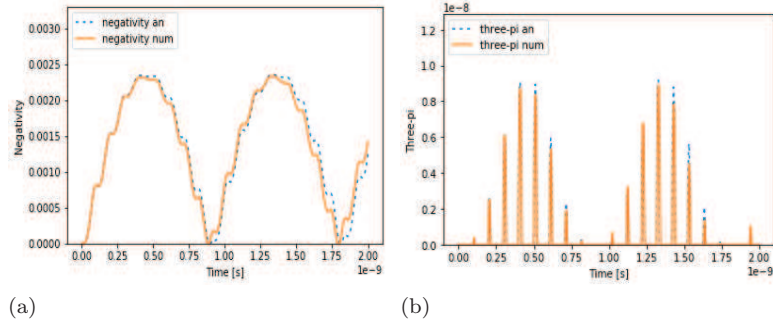 negativity an
negativity num
Negativity
0.0030
0.0025
0.0020
0.0015
0.0010
0.0005
0.0000
0.00 0.25 0.50 0.75 1.00 1.25 1.50 1.75 2.00
Time [s]
1e-9
(a)
1e-8
three-pi an
three-pi num
Three-pi
1.2
1.0
0.8
0.6
0.4
0.2
0.0
0.00 0.25 0.50 0.75 1.00 1.25 1.50 1.75 2.00
Time [s]
1e-9
(b)